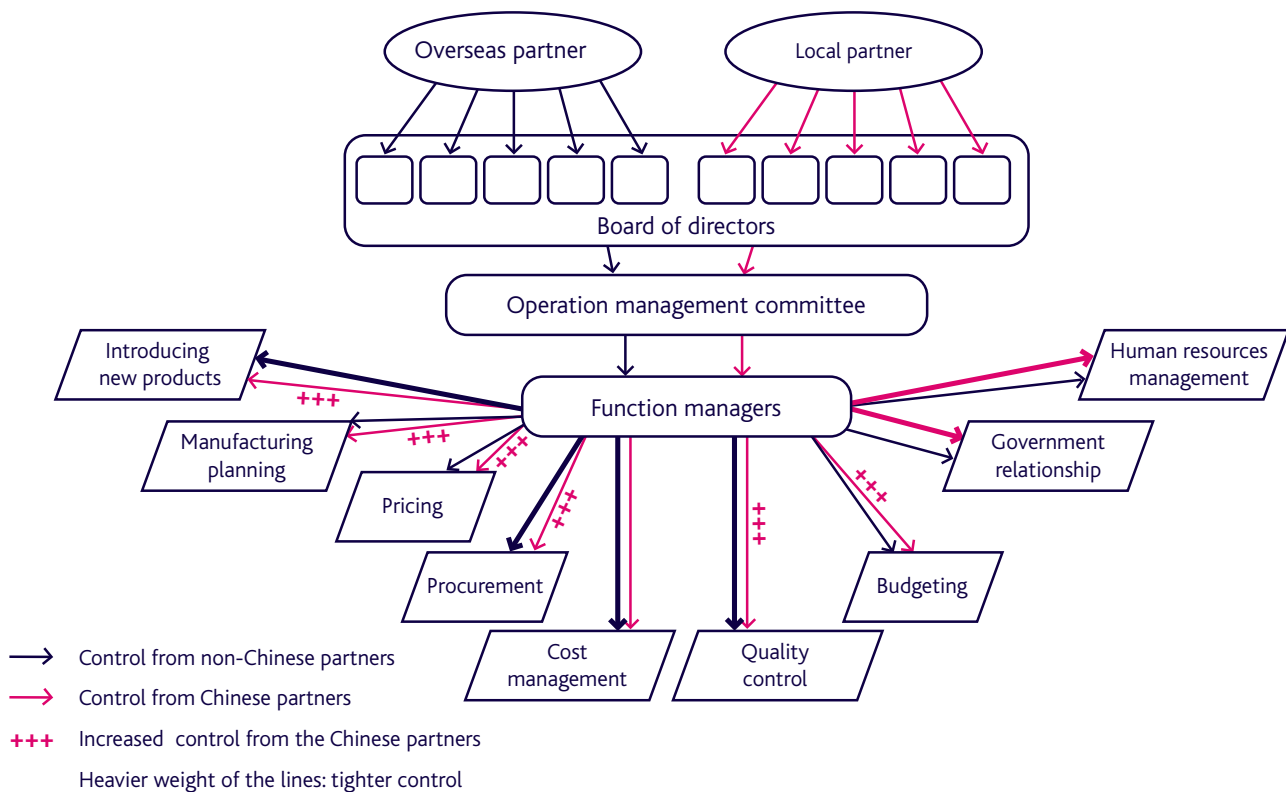 Overseas partner
Local partner
Board of directors
Operation management committee
Function managers
Introducing
new products
Human resources
management
+++
Manufacturing
planning
+++
Government
relationship
Pricing
+++
Procurement
+++
Cost
management
Quality
control
+++
Budgeting
+++
Control from non-Chinese partners
Control from Chinese partners
+++ Increased control from the Chinese partners
Heavier weight of the lines: tighter control